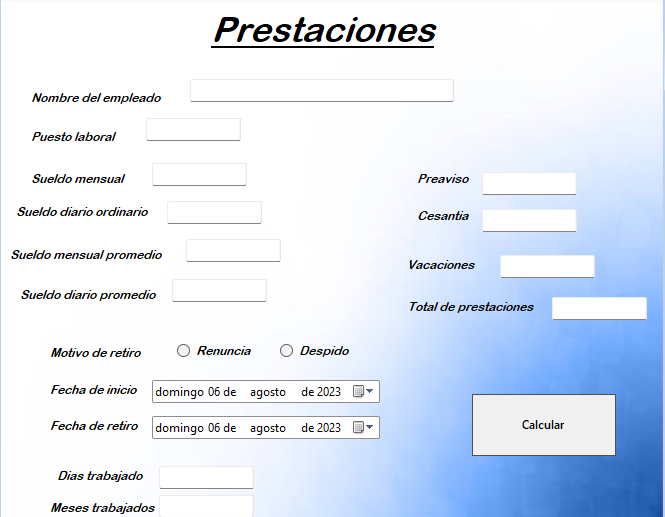 Prestaciones
Nombre del empleado
Puesto laboral
Sueldo mensual
Preaviso
Sueldo diario ordinario
Cesantia
Sueldo mensual promedio
Vacaciones
Sueldo diario promedio
Total de prestaciones
Motivo de retiro Renuncia Despido
Fecha de inicio domingo 06 de agosto de 2023
Fecha de retiro domingo 06 de agosto de 2023
Calcular
Dias trabajado
Meses trabajados